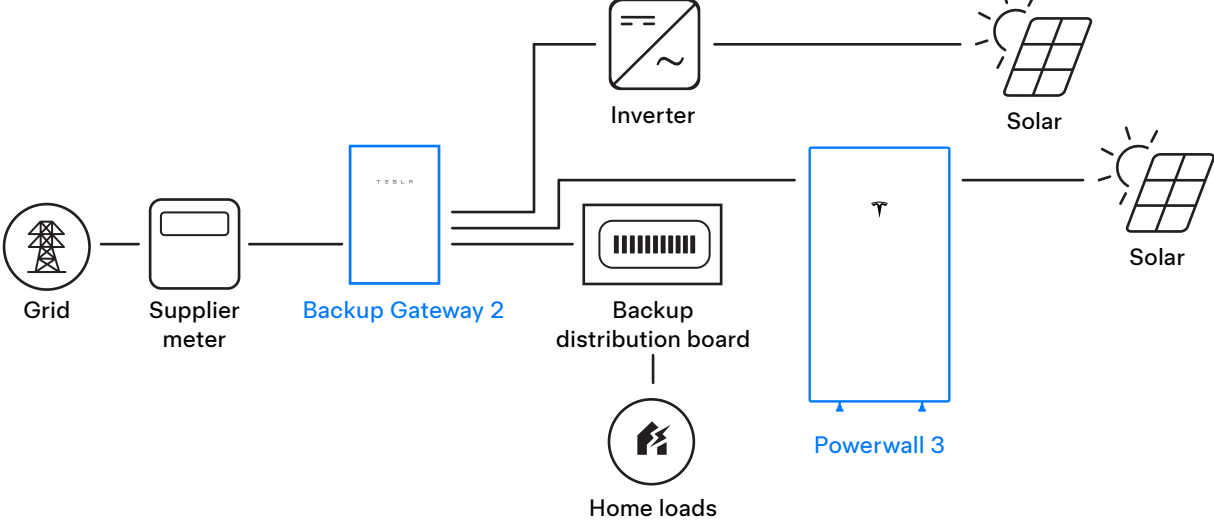 Inverter
Solar
TESLA
Solar
Grid
Supplier
meter
Backup Gateway 2
Backup
distribution board
Powerwall 3
Home loads